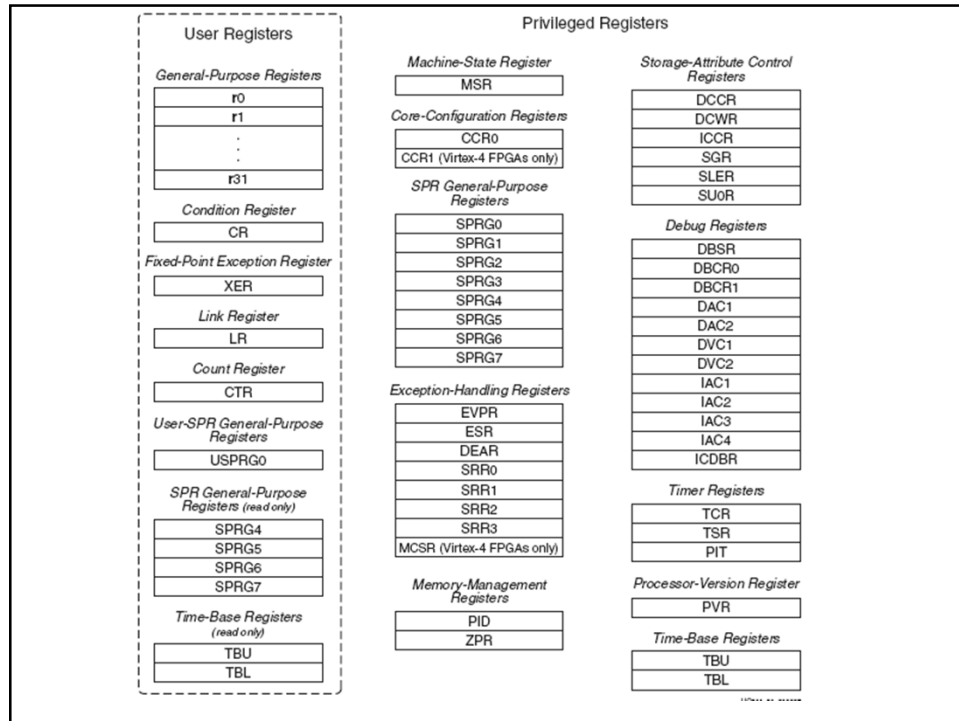 User Registers
General-Purpose Registers
r0
r1
.
.
.
r31
Condition Register
CR
Fixed-Point Exception Register
XER
Link Register
LR
Count Register
CTR
User-SPR General-Purpose
Registers
USPRG0
SPR General-Purpose
Registers (read only)
SPRG4
SPRG5
SPRG6
SPRG7
Time-Base Registers
(read only)
TBU
TBL
Privileged Registers
Machine-State Register
MSR
Core-Configuration Registers
CCR0
CCR1 (Virtex-4 FPGAs only)
SPR General-Purpose
Registers
SPRG0
SPRG1
SPRG2
SPRG3
SPRG4
SPRG5
SPRG6
SPRG7
Exception-Handling Registers
EVPR
ESR
DEAR
SRR0
SRR1
SRR2
SRR3
MCSR (Virtex-4 FPGAs only)
Memory-Management
Registers
PID
ZPR
Storage-Attribute Control
Registers
DCCR
DCWR
ICCR
SGR
SLER
SU0R
Debug Registers
DBSR
DBCR0
DBCR1
DAC1
DAC2
DVC1
DVC2
IAC1
IAC2
IAC3
IAC4
ICDBR
Timer Registers
TCR
TSR
PIT
Processor-Version Register
PVR
Time-Base Registers
TBU
TBL